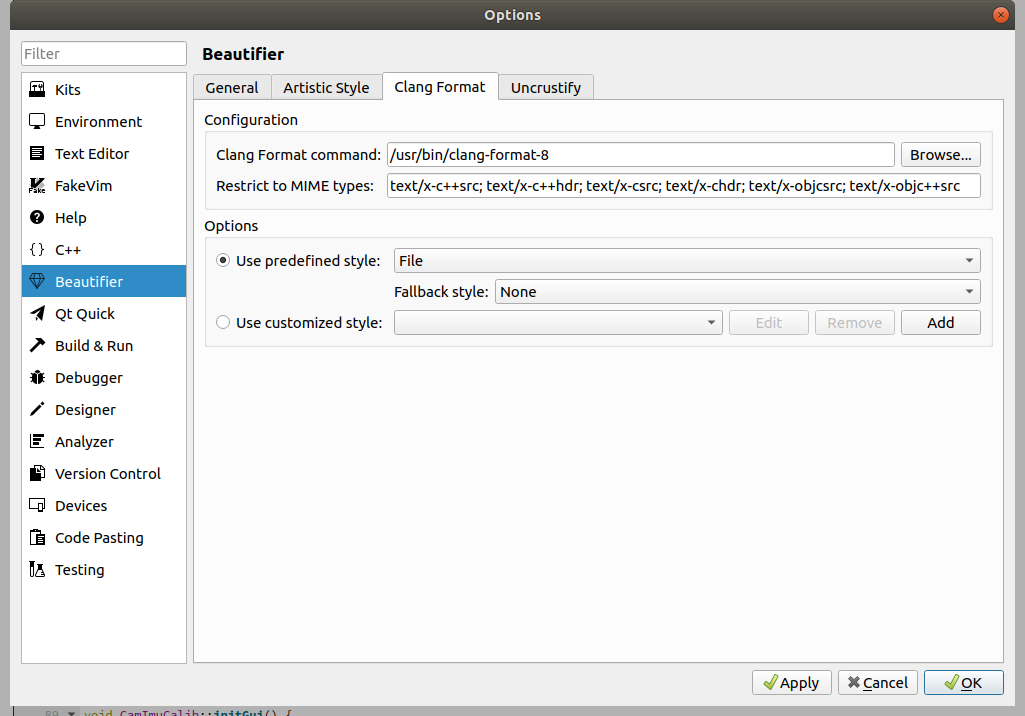 Options
Filter
Beautifier
Kits
Environment
Text Editor
FakeVim
Help
C++
Beautifier
Qt Quick
Build & Run
Debugger
Designer
Analyzer
Version Control
Devices
Code Pasting
Testing
General Artistic Style Clang Format Uncrustify
Configuration
Clang Format command: /usr/bin/clang-format-8 Browse...
Restrict to MIME types: text/x-c++src; text/x-c++hdr; text/x-csrc; text/x-chdr; text/x-objcsrc; text/x-objc++src
Options
Use predefined style: File
Fallback style: None
Use customized style: Edit Remove Add
Apply Cancel OK
89 void CamImuCalib::initGui() {